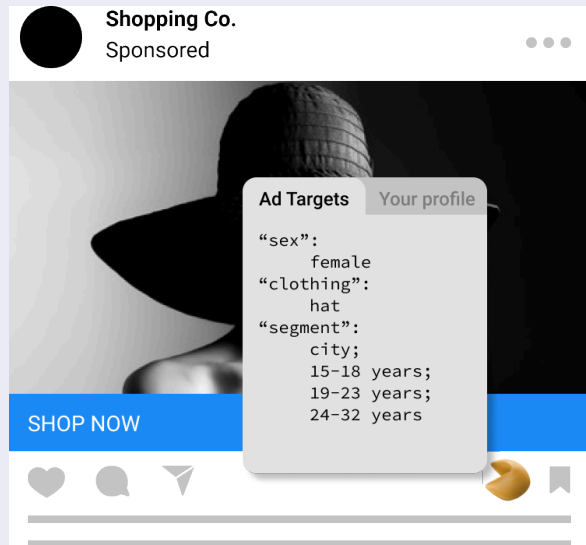 Shopping Co.
Sponsored
Ad Targets
Your profile
“sex”:
female
“clothing”:
hat
“segment”:
city;
15-18 years;
19-23 years;
24-32 years
SHOP NOW